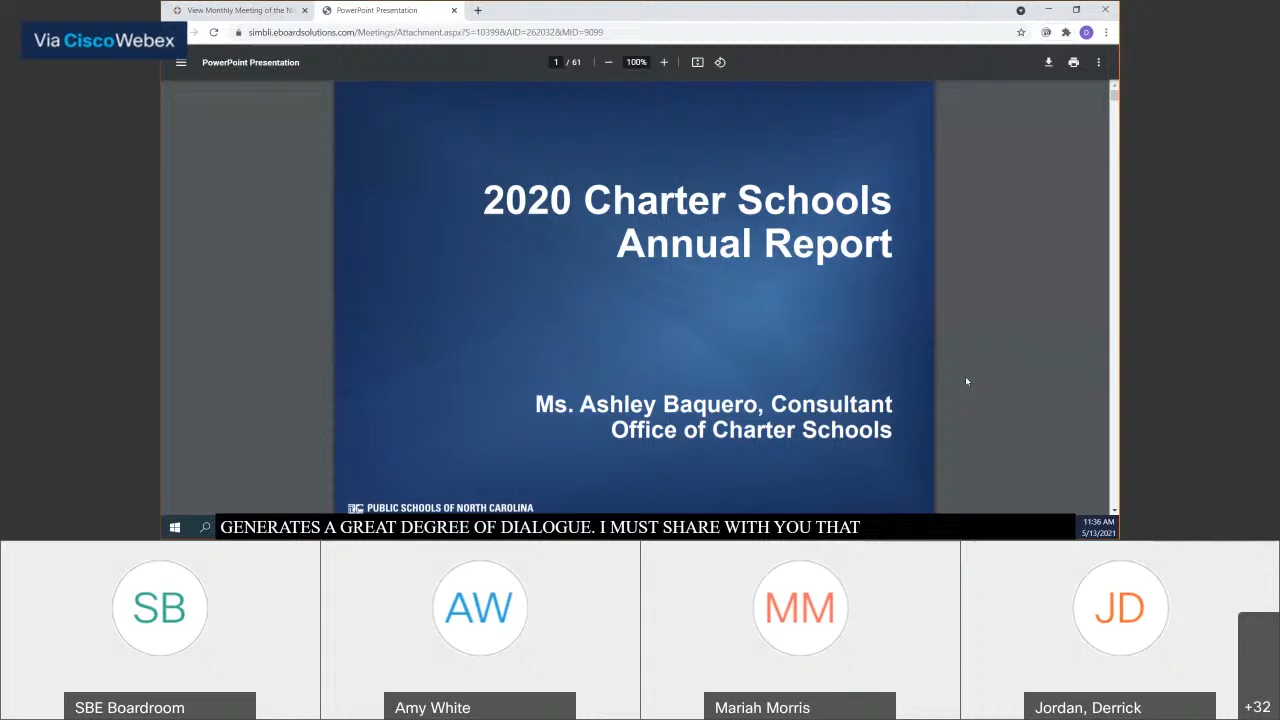 View Monthly Meeting of the N
PowerPoint Presentation
Via CiscoWebex
simbli.eboardsolutions.com/Meetings/Attachment.aspx?S=10399&AID=262032&MID=9099
D
PowerPoint Presentation
1 / 61
100%
2020 Charter Schools
Annual Report
Ms. Ashley Baquero, Consultant
Office of Charter Schools
PUBLIC SCHOOLS OF NORTH CAROLINA
GENERATES A GREAT DEGREE OF DIALOGUE. I MUST SHARE WITH YOU THAT
11:36 AM
5/13/2021
SB
AW
MM
JD
SBE Boardroom
Amy White
Mariah Morris
Jordan, Derrick
+32